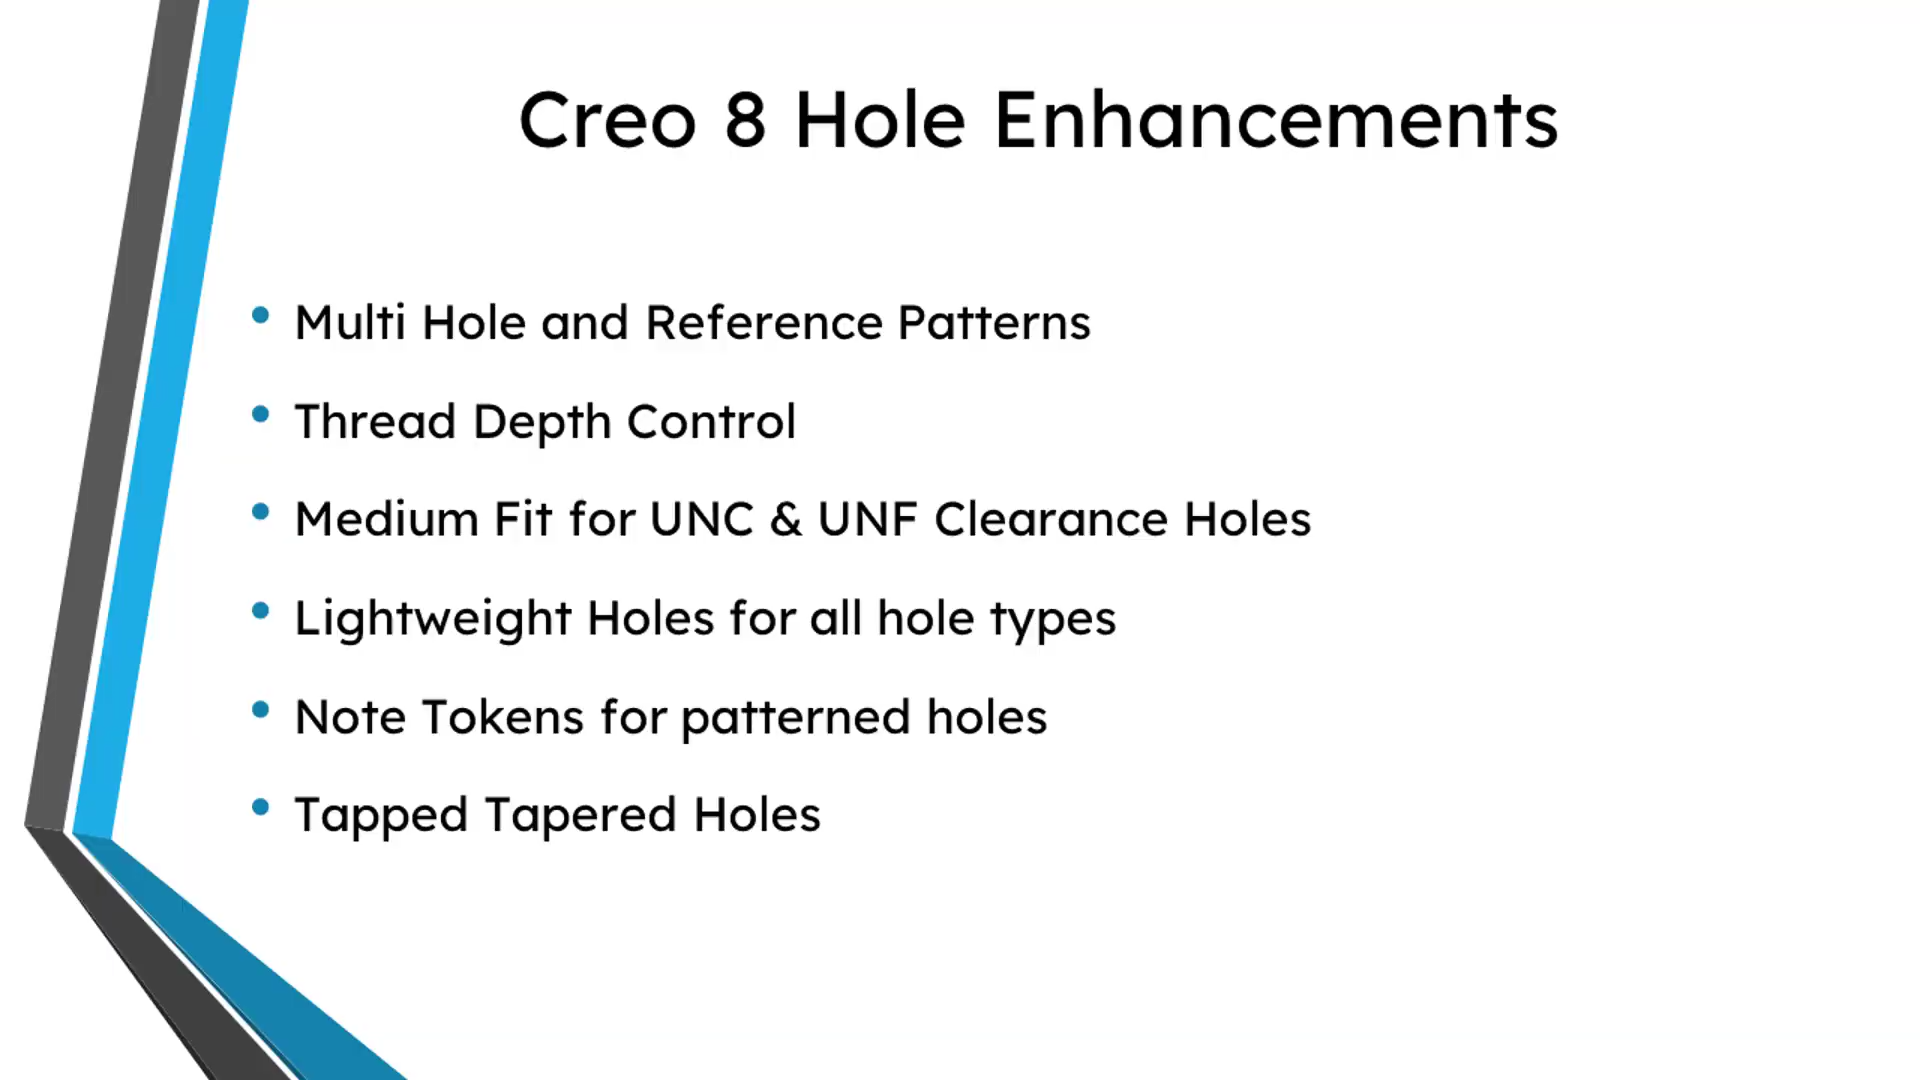 Creo 8 Hole Enhancements
• Multi Hole and Reference Patterns
• Thread Depth Control
• Medium Fit for UNC & UNF Clearance Holes
• Lightweight Holes for all hole types
• Note Tokens for patterned holes
• Tapped Tapered Holes